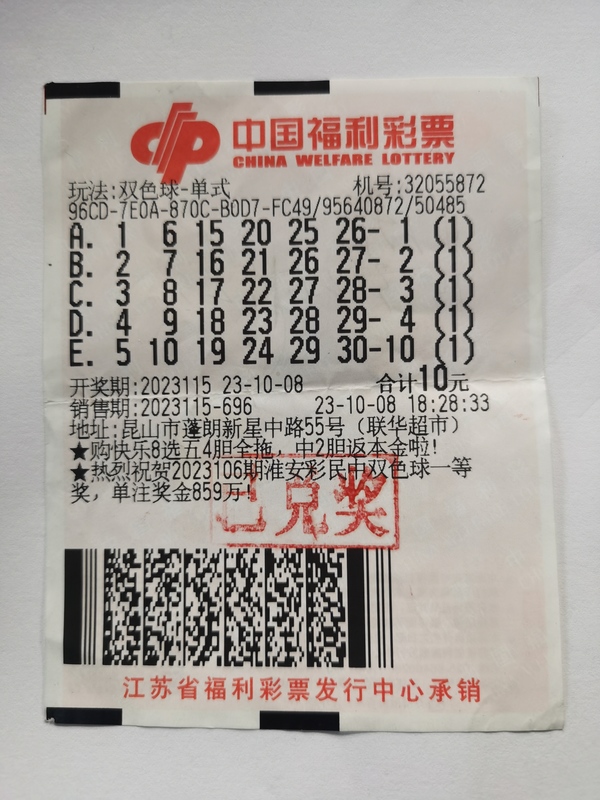 中国福利彩票
CHINA WELFARE LOTTERY
玩法:双色球-单式 机号:32055872
96CD-7E0A-870C-B0D7-FC49/95640872/50485
A. 1 6 15 20 25 26- 1 (1)
B. 2 7 16 21 26 27- 2 (1)
C. 3 8 17 22 27 28- 3 (1)
D. 4 9 18 23 28 29- 4 (1)
E. 5 10 19 24 29 30-10 (1)
开奖期:2023115 23-10-08 合计10元
销售期:2023115-696 23-10-08 18:28:33
地址:昆山市蓬朗新星中路55号（联华超市）
★购快乐8选五4胆全拖，中2胆返本金啦!
★热烈祝贺2023106期淮安彩民中双色球一等
奖，单注奖金859万!
已兑奖
江苏省福利彩票发行中心承销